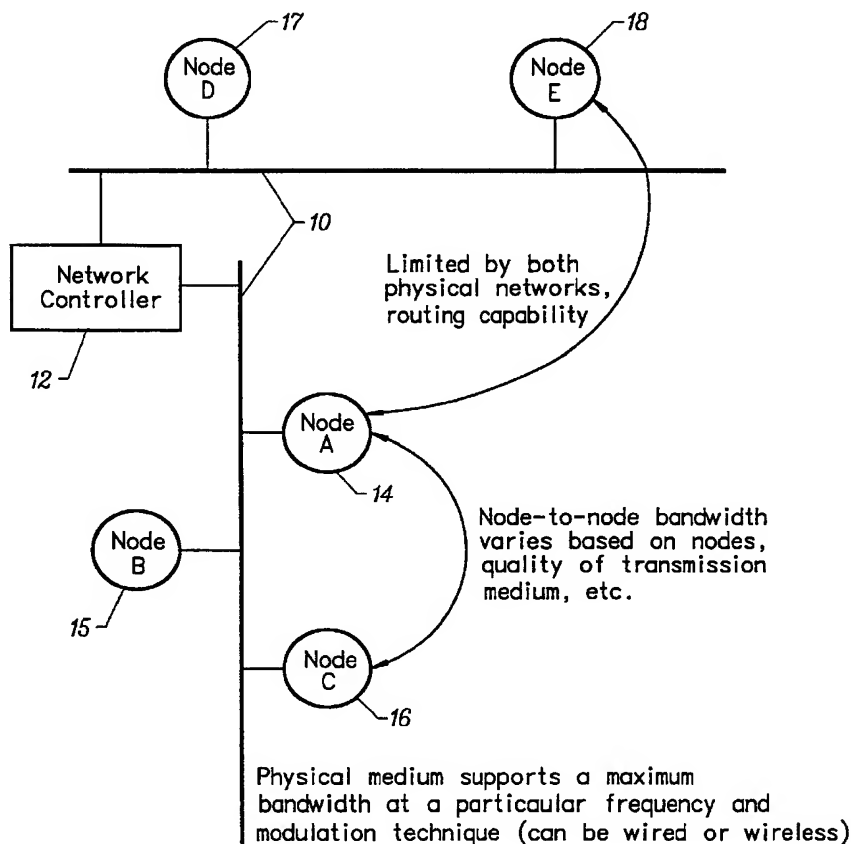 17
18
Node
D
Node
E
10
Network
Controller
12
Limited by both
physical networks,
routing capability
Node
A
14
Node
B
15
Node-to-node bandwidth
varies based on nodes,
quality of transmission
medium, etc.
Node
C
16
Physical medium supports a maximum
bandwidth at a particaular frequency and
modulation technique (can be wired or wireless)